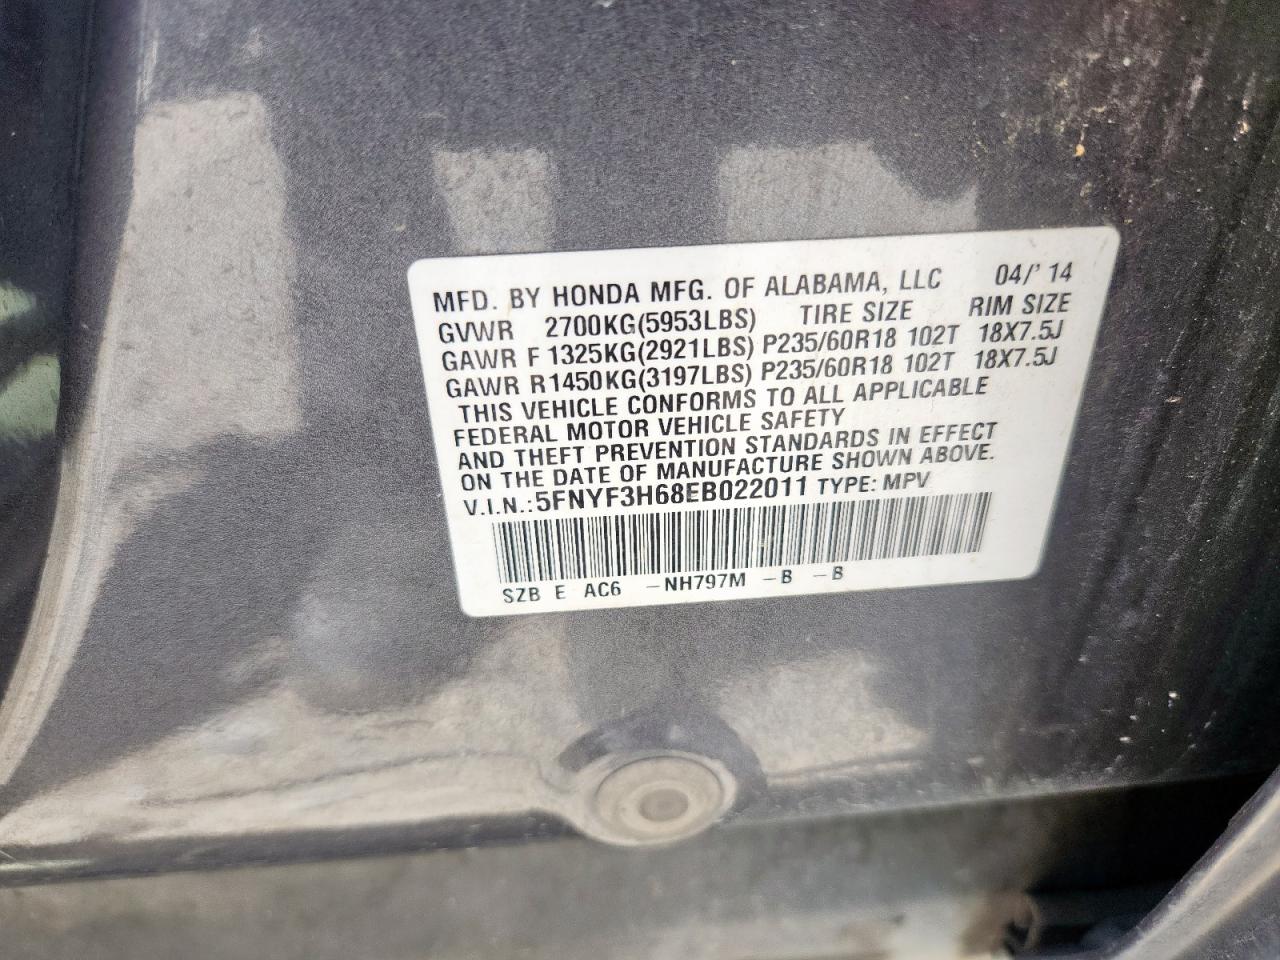 MFD. BY HONDA MFG. OF ALABAMA, LLC 04/'14
GVWR 2700KG(5953LBS) TIRE SIZE RIM SIZE
GAWR F 1325KG(2921LBS) P235/60R18 102T 18X7.5J
GAWR R1450KG(3197LBS) P235/60R18 102T 18X7.5J
THIS VEHICLE CONFORMS TO ALL APPLICABLE
FEDERAL MOTOR VEHICLE SAFETY
AND THEFT PREVENTION STANDARDS IN EFFECT
ON THE DATE OF MANUFACTURE SHOWN ABOVE.
V.I.N.:5FNYF3H68EB022011 TYPE: MPV
SZB E AC6 -NH797M -B -B